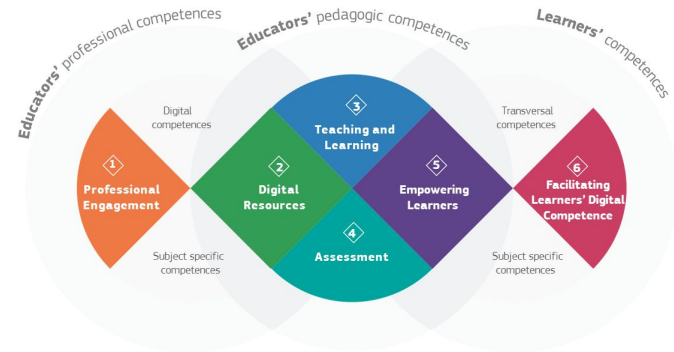 Educators' professional competences
Educators' pedagogic competences
Learners' competences
Digital
competences
Transversal
competences
3
Teaching and
Learning
1
Professional
Engagement
2
Digital
Resources
5
Empowering
Learners
6
Facilitating
Learners' Digital
Competence
4
Assessment
Subject specific
competences
Subject specific
competences